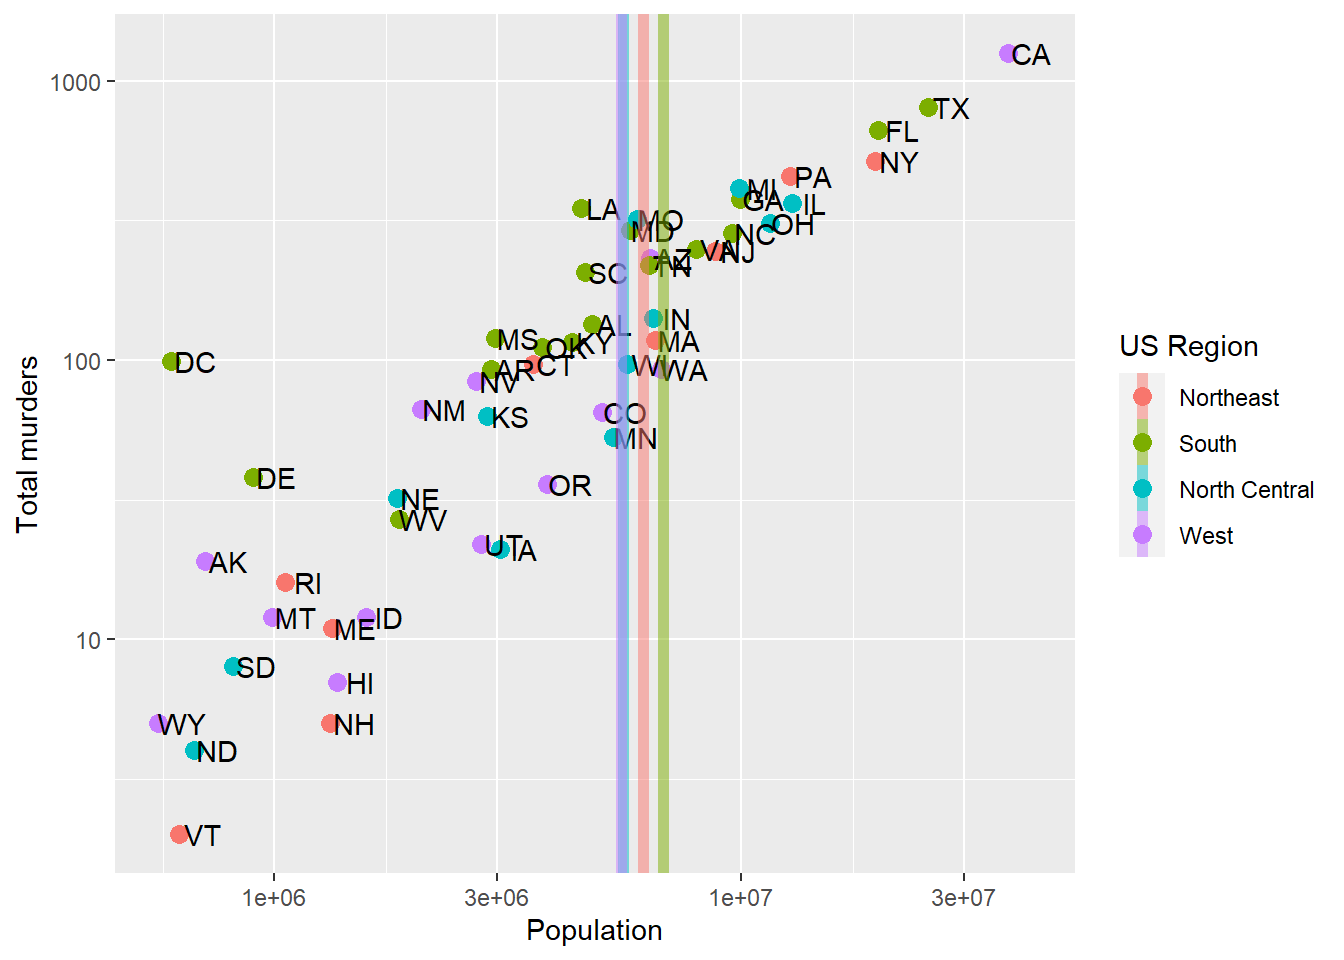 CA
1000
TX
FL
NY
PA
MI
GA
IL
LA
MO
OH
MD
NC
VA
NJ
AZ
TN
SC
IN
AL
MS
MA
KY
OK
US Region
100
DC
CT
WI
WA
AR
NV
Northeast
NM
KS
CO
South
MN
Total murders
DE
OR
North Central
NE
WV
West
UT
IA
AK
RI
MT
ID
ME
10
SD
HI
WY
NH
ND
VT
1e+06
3e+06
1e+07
3e+07
Population